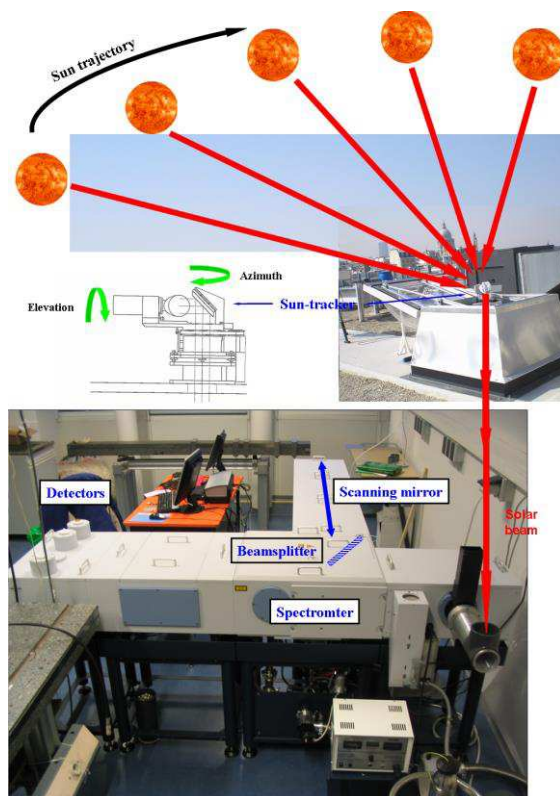 Sun trajectory
Azimuth
Elevation
Sun-tracker
Detectors
Scanning mirror
Solar
beam
Beamsplitter
Spectromter